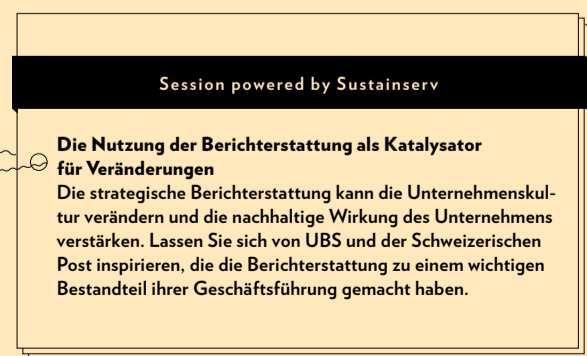 Session powered by Sustainserv
Die Nutzung der Berichterstattung als Katalysator
für Veränderungen
Die strategische Berichterstattung kann die Unternehmenskul-
tur verändern und die nachhaltige Wirkung des Unternehmens
verstärken. Lassen Sie sich von UBS und der Schweizerischen
Post inspirieren, die die Berichterstattung zu einem wichtigen
Bestandteil ihrer Geschäftsführung gemacht haben.